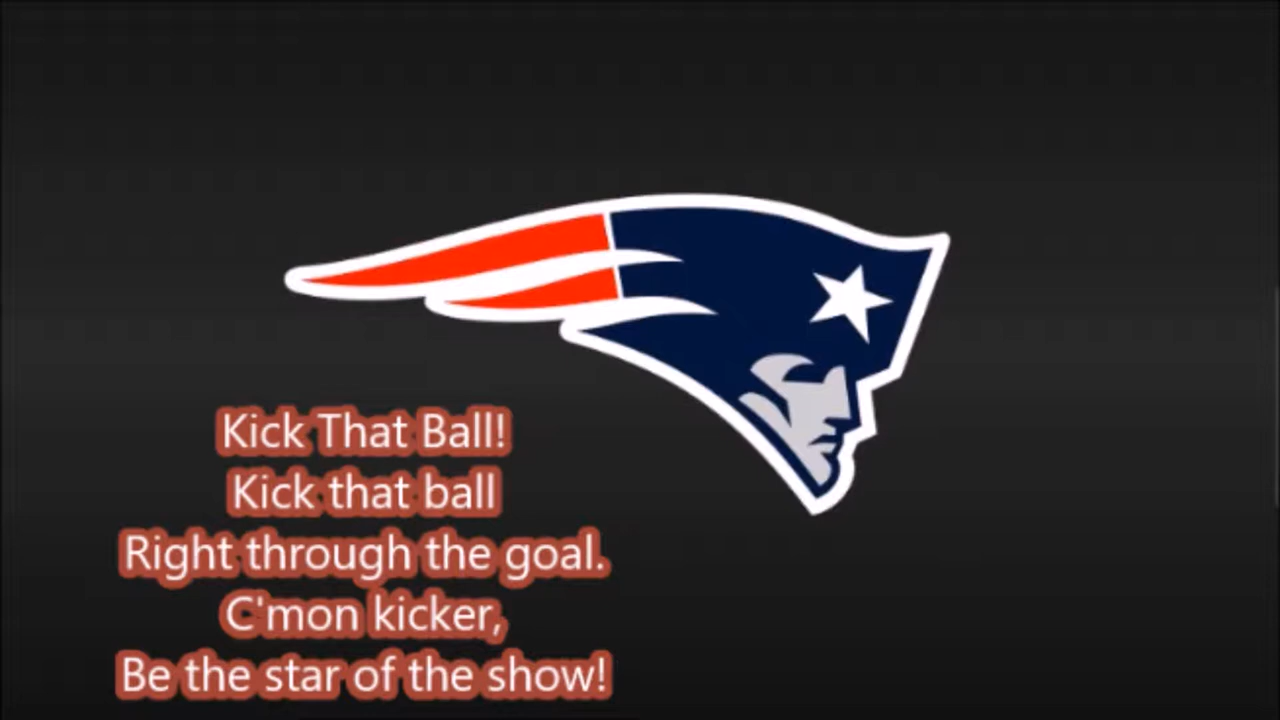 Kick That Ball!
Kick that ball
Right through the goal.
C'mon kicker,
Be the star of the show!